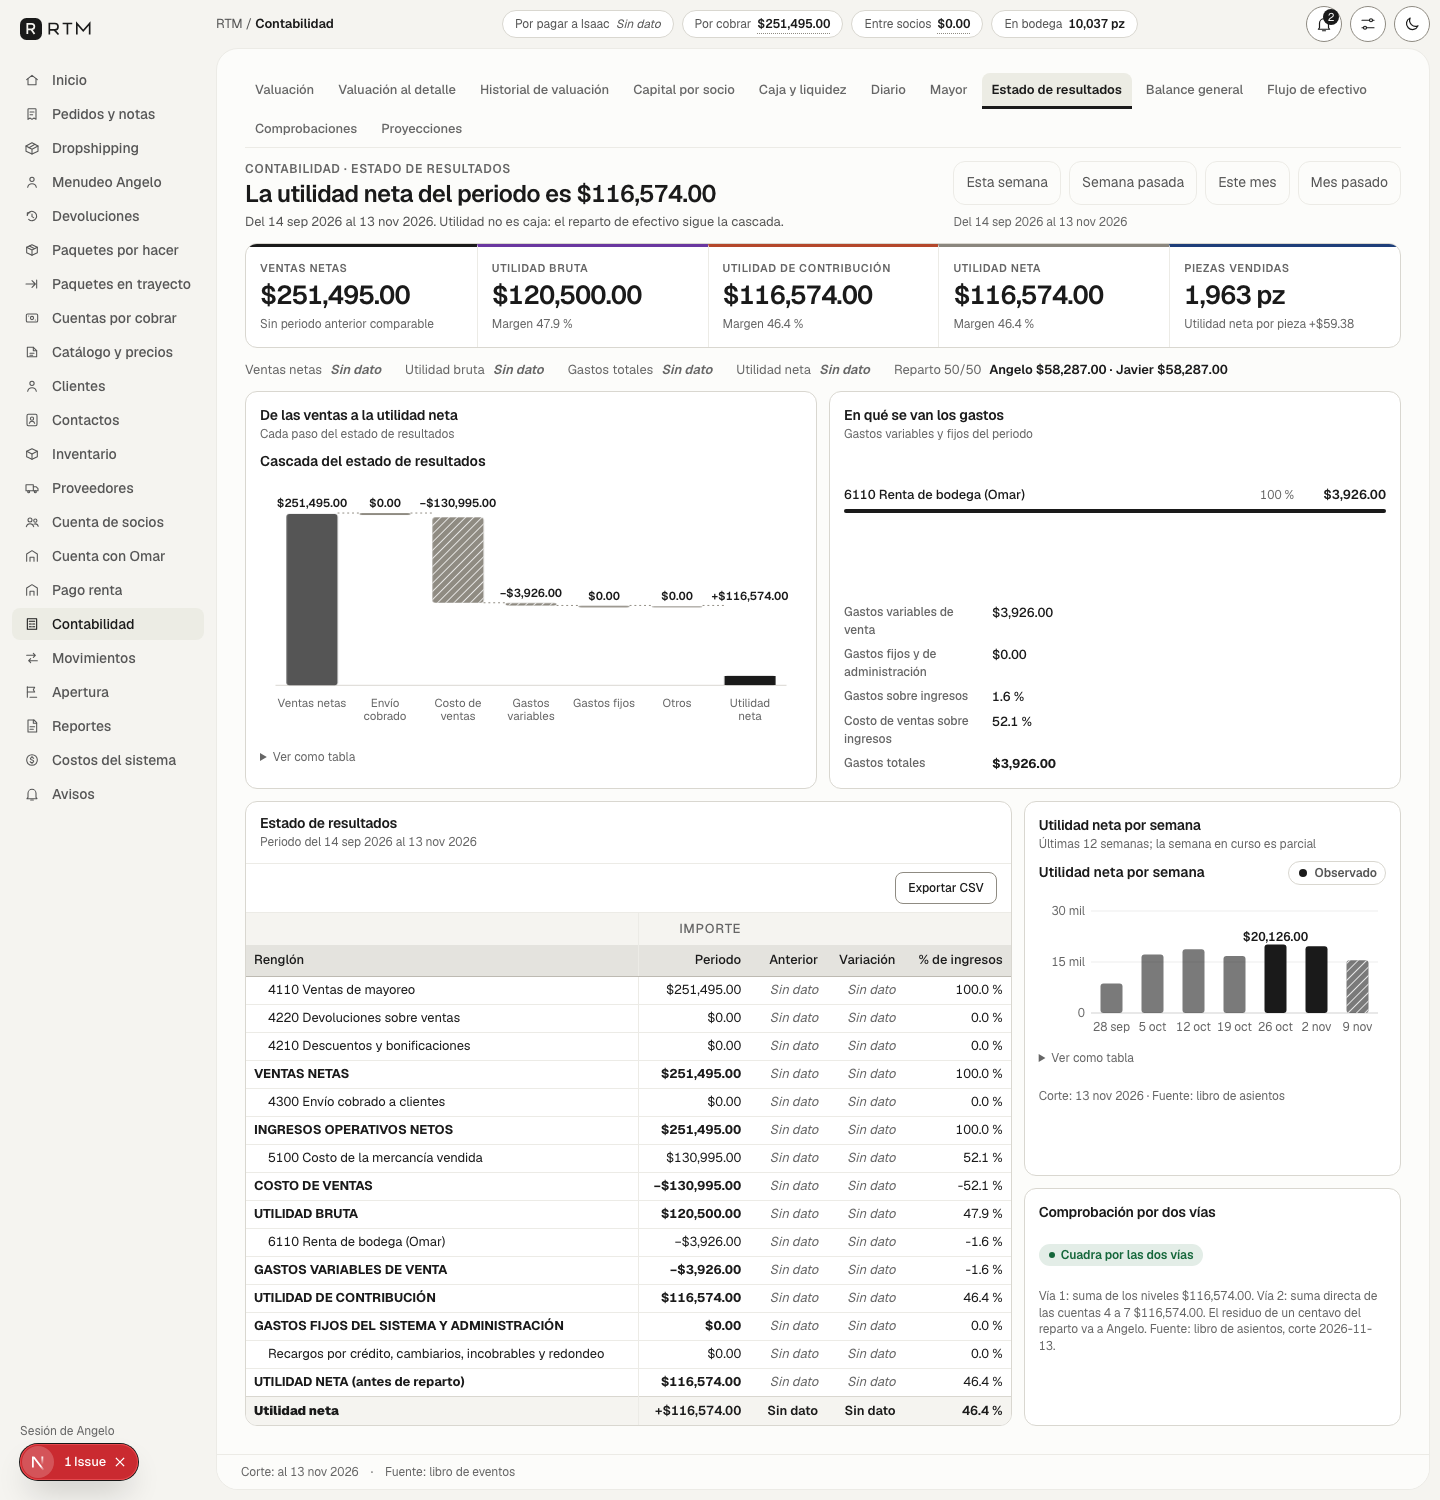 R RTM
RTM / Contabilidad
Por pagar a Isaac Sin dato
Por cobrar $251,495.00
Entre socios $0.00
En bodega 10,037 pz
2
Inicio
Pedidos y notas
Dropshipping
Menudeo Angelo
Devoluciones
Paquetes por hacer
Paquetes en trayecto
Cuentas por cobrar
Catálogo y precios
Clientes
Contactos
Inventario
Proveedores
Cuenta de socios
Cuenta con Omar
Pago renta
Contabilidad
Movimientos
Apertura
Reportes
Costos del sistema
Avisos
Sesión de Angelo
N 1 Issue
Valuación Valuación al detalle Historial de valuación Capital por socio Caja y liquidez Diario Mayor Estado de resultados Balance general Flujo de efectivo
Comprobaciones Proyecciones
CONTABILIDAD · ESTADO DE RESULTADOS
La utilidad neta del periodo es $116,574.00
Del 14 sep 2026 al 13 nov 2026. Utilidad no es caja: el reparto de efectivo sigue la cascada.
Esta semana Semana pasada Este mes Mes pasado
Del 14 sep 2026 al 13 nov 2026
VENTAS NETAS
$251,495.00
Sin periodo anterior comparable
UTILIDAD BRUTA
$120,500.00
Margen 47.9 %
UTILIDAD DE CONTRIBUCIÓN
$116,574.00
Margen 46.4 %
UTILIDAD NETA
$116,574.00
Margen 46.4 %
PIEZAS VENDIDAS
1,963 pz
Utilidad neta por pieza +$59.38
Ventas netas Sin dato Utilidad bruta Sin dato Gastos totales Sin dato Utilidad neta Sin dato Reparto 50/50 Angelo $58,287.00 · Javier $58,287.00
De las ventas a la utilidad neta
Cada paso del estado de resultados
Cascada del estado de resultados
$251,495.00 $0.00 −$130,995.00
−$3,926.00 $0.00 $0.00 +$116,574.00
Ventas netas Envío cobrado Costo de ventas Gastos variables Gastos fijos Otros Utilidad neta
Ver como tabla
En qué se van los gastos
Gastos variables y fijos del periodo
6110 Renta de bodega (Omar) 100 % $3,926.00
Gastos variables de venta $3,926.00
Gastos fijos y de administración $0.00
Gastos sobre ingresos 1.6 %
Costo de ventas sobre ingresos 52.1 %
Gastos totales $3,926.00
Estado de resultados
Periodo del 14 sep 2026 al 13 nov 2026
Exportar CSV
IMPORTE
Renglón Periodo Anterior Variación % de ingresos
4110 Ventas de mayoreo $251,495.00 Sin dato Sin dato 100.0 %
4220 Devoluciones sobre ventas $0.00 Sin dato Sin dato 0.0 %
4210 Descuentos y bonificaciones $0.00 Sin dato Sin dato 0.0 %
VENTAS NETAS $251,495.00 Sin dato Sin dato 100.0 %
4300 Envío cobrado a clientes $0.00 Sin dato Sin dato 0.0 %
INGRESOS OPERATIVOS NETOS $251,495.00 Sin dato Sin dato 100.0 %
5100 Costo de la mercancía vendida $130,995.00 Sin dato Sin dato 52.1 %
COSTO DE VENTAS −$130,995.00 Sin dato Sin dato -52.1 %
UTILIDAD BRUTA $120,500.00 Sin dato Sin dato 47.9 %
6110 Renta de bodega (Omar) −$3,926.00 Sin dato Sin dato -1.6 %
GASTOS VARIABLES DE VENTA −$3,926.00 Sin dato Sin dato -1.6 %
UTILIDAD DE CONTRIBUCIÓN $116,574.00 Sin dato Sin dato 46.4 %
GASTOS FIJOS DEL SISTEMA Y ADMINISTRACIÓN $0.00 Sin dato Sin dato 0.0 %
Recargos por crédito, cambiarios, incobrables y redondeo $0.00 Sin dato Sin dato 0.0 %
UTILIDAD NETA (antes de reparto) $116,574.00 Sin dato Sin dato 46.4 %
Utilidad neta +$116,574.00 Sin dato Sin dato 46.4 %
Utilidad neta por semana
Últimas 12 semanas; la semana en curso es parcial
Utilidad neta por semana Observado
30 mil
$20,126.00
15 mil
0
28 sep 5 oct 12 oct 19 oct 26 oct 2 nov 9 nov
Ver como tabla
Corte: 13 nov 2026 · Fuente: libro de asientos
Comprobación por dos vías
Cuadra por las dos vías
Vía 1: suma de los niveles $116,574.00. Vía 2: suma directa de
las cuentas 4 a 7 $116,574.00. El residuo de un centavo del
reparto va a Angelo. Fuente: libro de asientos, corte 2026-11-
13.
Corte: al 13 nov 2026 · Fuente: libro de eventos